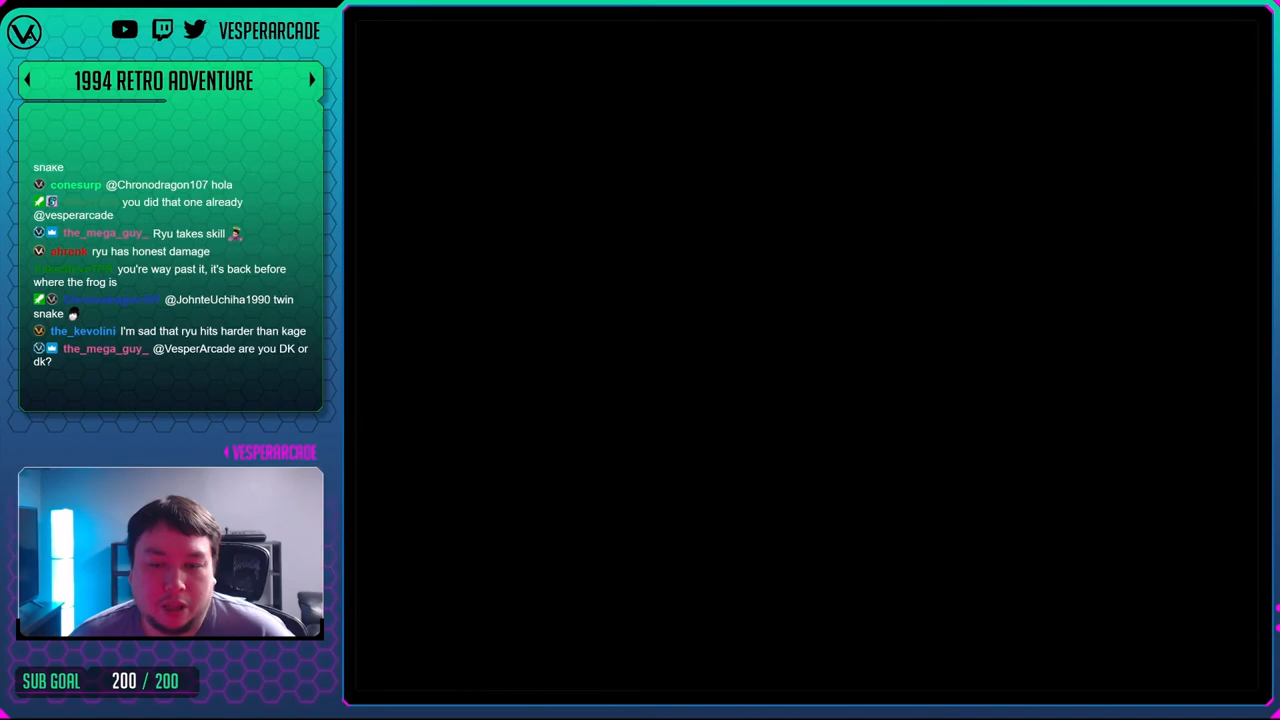 VESPERARCADE
1994 RETRO ADVENTURE
snake
conesurp @Chronodragon107 hola
you did that one already
@vesperarcade
the_mega_guy_ Ryu takes skill
ahrenk ryu has honest damage
you're way past it, it's back before
where the frog is
@JohnteUchiha1990 twin
snake
the_kevolini I'm sad that ryu hits harder than kage
the_mega_guy_ @VesperArcade are you DK or
dk?
VESPERARCADE
SUB GOAL 200 / 200